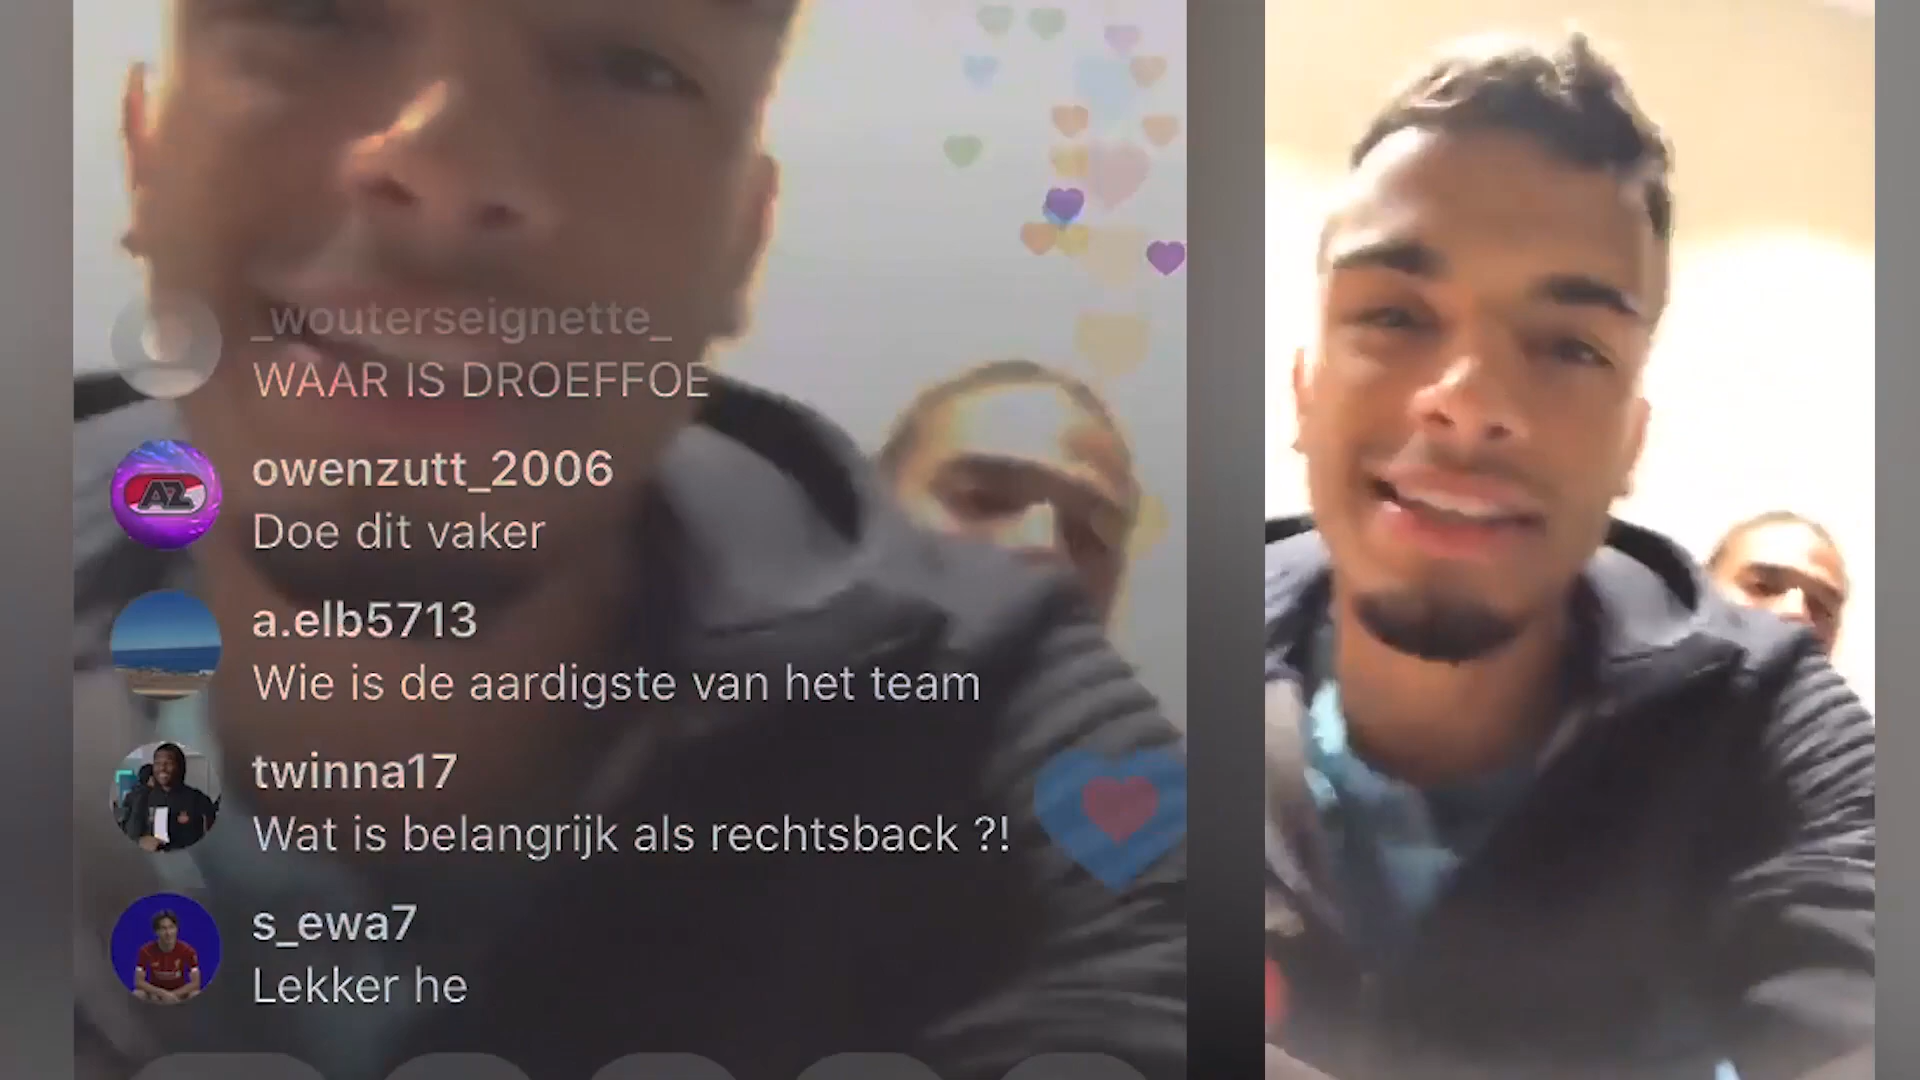 _wouterseignette_
WAAR IS DROEFFOE
AZ
owenzutt_2006
Doe dit vaker
a.elb5713
Wie is de aardigste van het team
twinna17
Wat is belangrijk als rechtsback ?!
s_ewa7
Lekker he